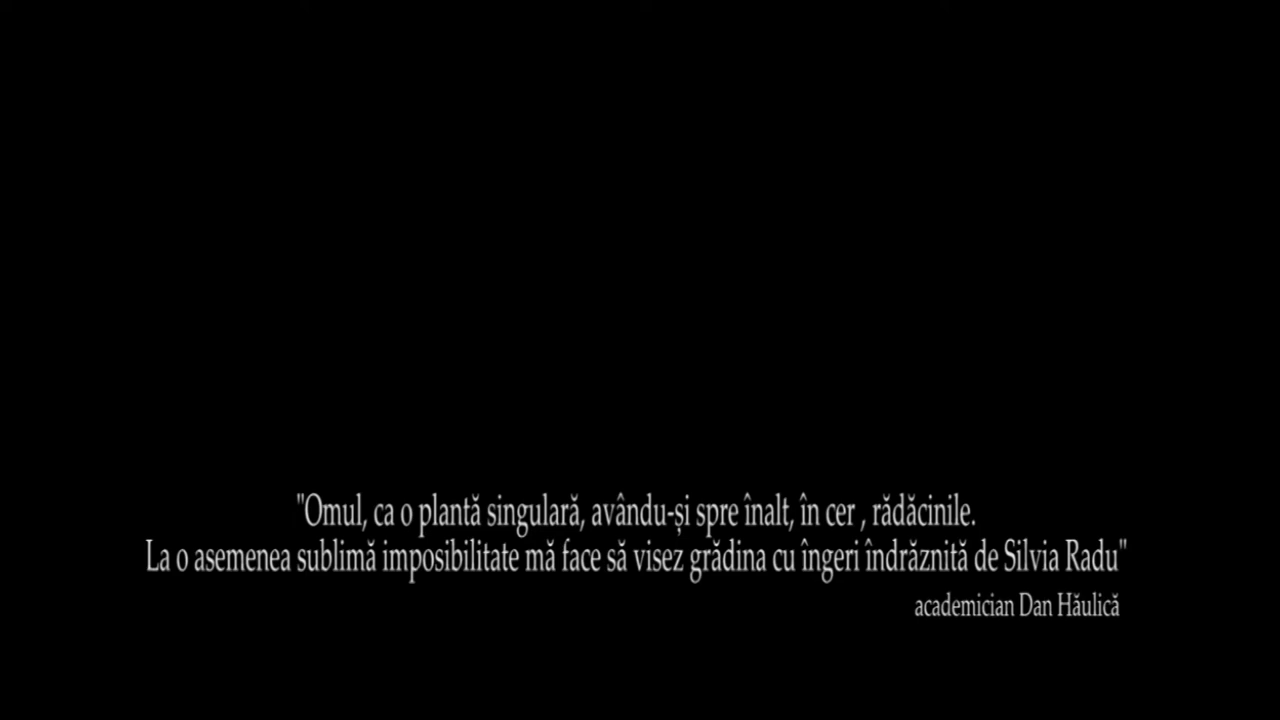 "Omul, ca o plantă singulară, avându-și spre înalt, în cer , rădăcinile.
La o asemenea sublimă imposibilitate mă face să visez grădina cu îngeri îndrăznită de Silvia Radu"
academician Dan Hăulică